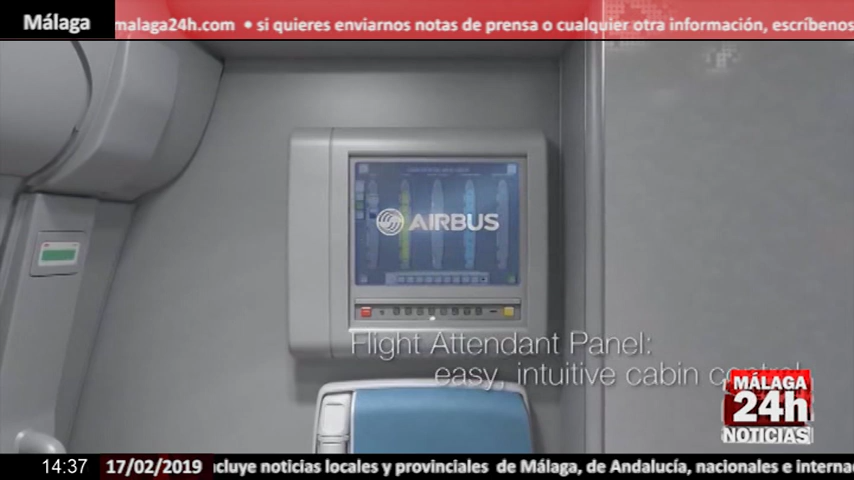 Málaga
malaga24h.com • si quieres enviarnos notas de prensa o cualquier otra información, escríbenos
AIRBUS
Flight Attendant Panel:
easy, intuitive cabin
MÁLAGA
24h
NOTICIAS
14:37
17/02/2019
ncluye noticias locales y provinciales de Málaga, de Andalucía, nacionales e interna